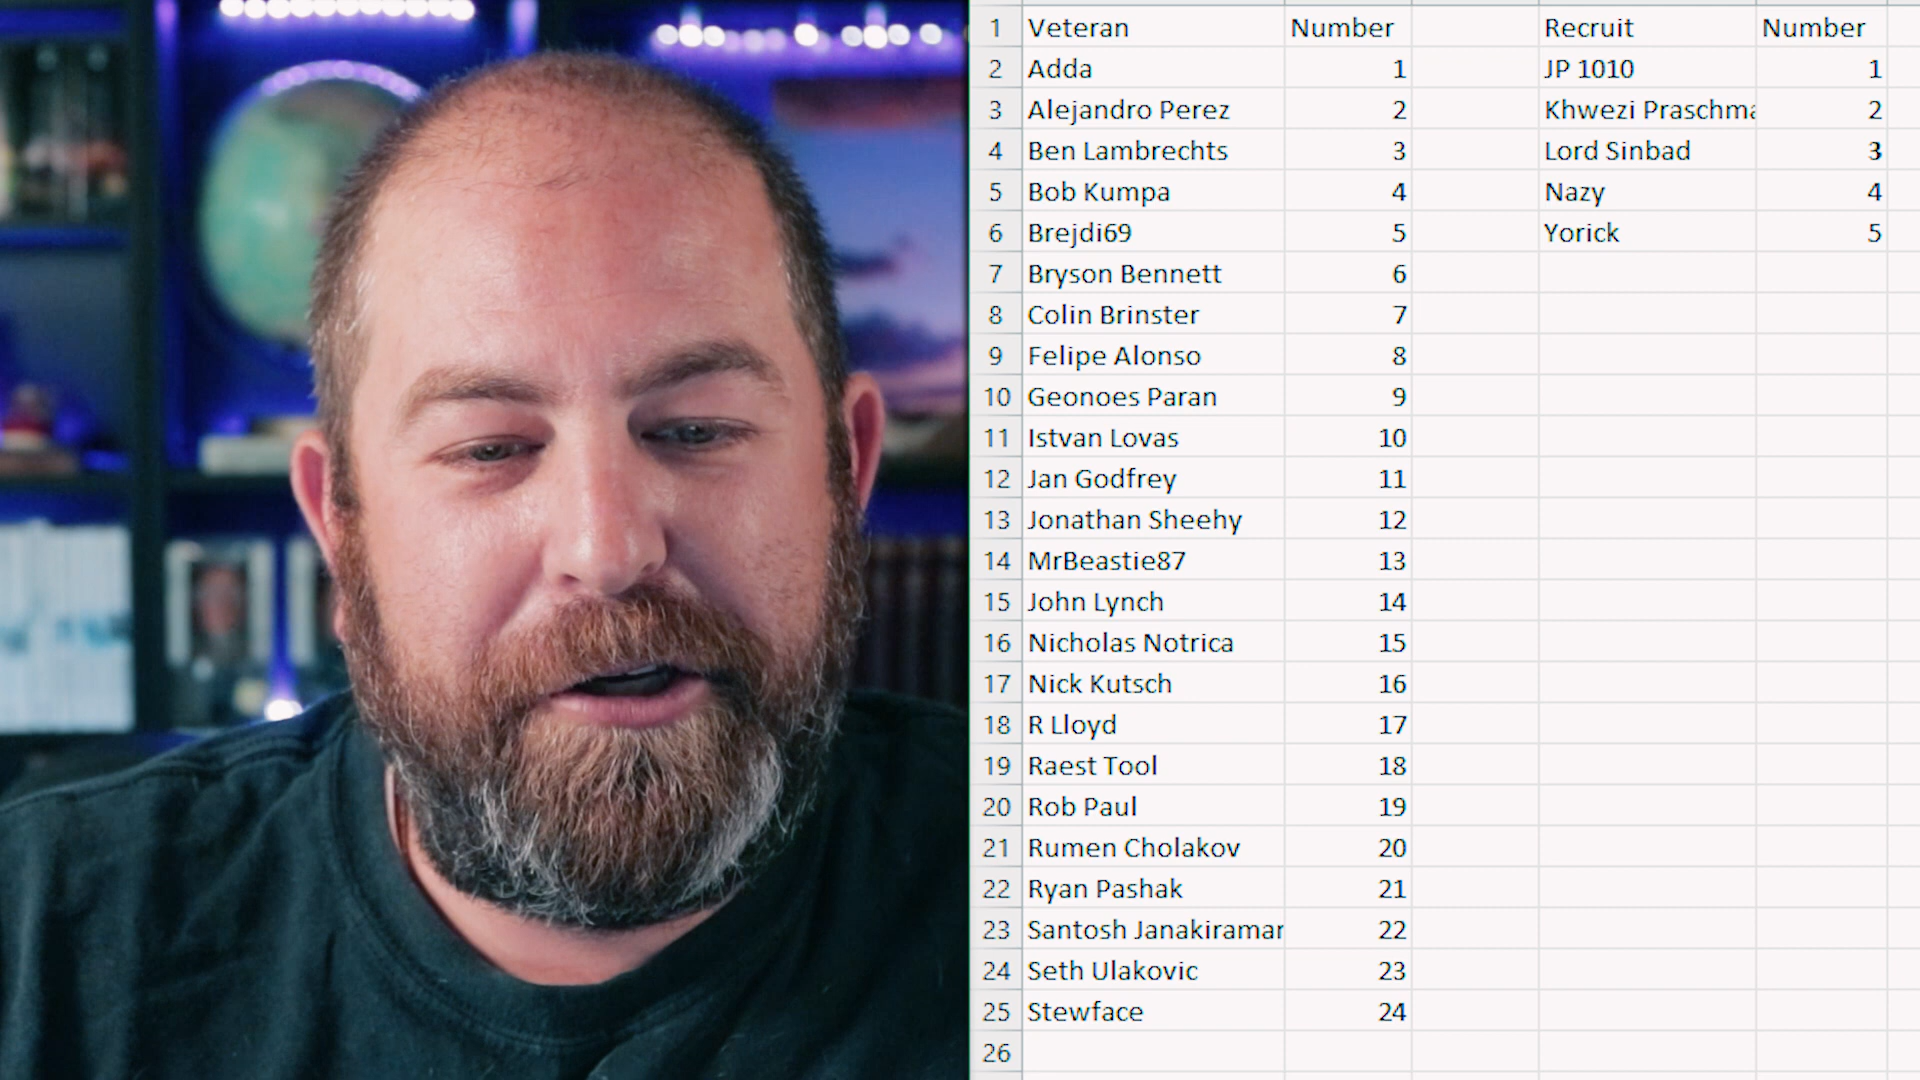 1 Veteran Number Recruit Number
2 Adda 1 JP 1010 1
3 Alejandro Perez 2 Khwezi Praschma 2
4 Ben Lambrechts 3 Lord Sinbad 3
5 Bob Kumpa 4 Nazy 4
6 Brejdi69 5 Yorick 5
7 Bryson Bennett 6
8 Colin Brinster 7
9 Felipe Alonso 8
10 Geonoes Paran 9
11 Istvan Lovas 10
12 Jan Godfrey 11
13 Jonathan Sheehy 12
14 MrBeastie87 13
15 John Lynch 14
16 Nicholas Notrica 15
17 Nick Kutsch 16
18 R Lloyd 17
19 Raest Tool 18
20 Rob Paul 19
21 Rumen Cholakov 20
22 Ryan Pashak 21
23 Santosh Janakiraman 22
24 Seth Ulakovic 23
25 Stewface 24
26